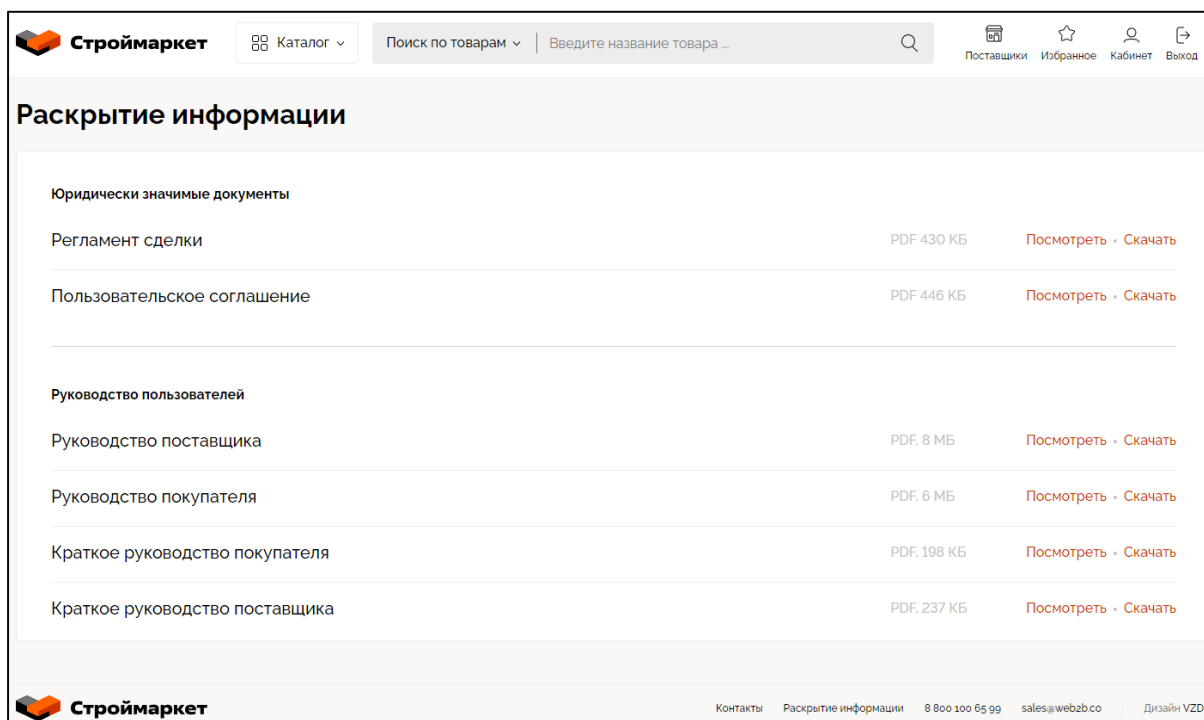 Строймаркет
Каталог
Поиск по товарам
Введите название товара ...
Поставщики Избранное Кабинет Выход
Раскрытие информации
Юридически значимые документы
Регламент сделки PDF 430 КБ Посмотреть • Скачать
Пользовательское соглашение PDF 446 КБ Посмотреть • Скачать
Руководство пользователей
Руководство поставщика PDF, 8 МБ Посмотреть • Скачать
Руководство покупателя PDF, 6 МБ Посмотреть • Скачать
Краткое руководство покупателя PDF, 198 КБ Посмотреть • Скачать
Краткое руководство поставщика PDF, 237 КБ Посмотреть • Скачать
Строймаркет Контакты Раскрытие информации 8 800 100 65 99 sales@web2b.co Дизайн VZD